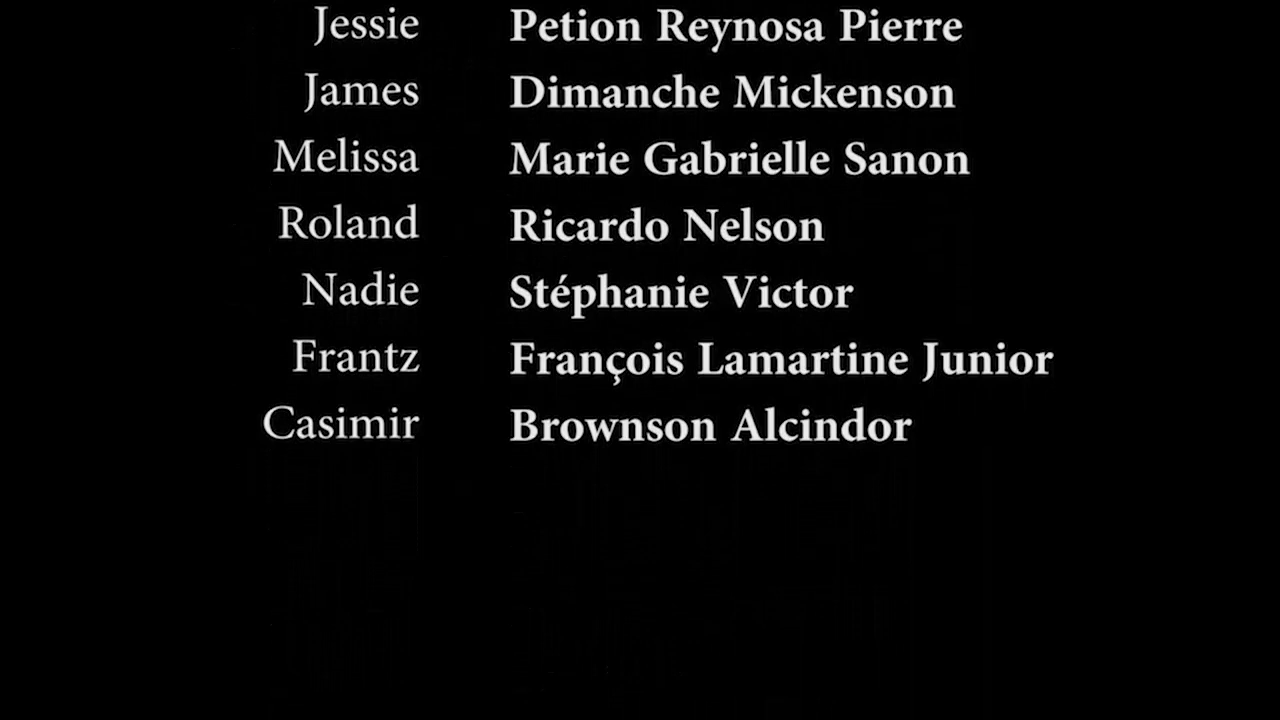 Jessie Petion Reynosa Pierre
James Dimanche Mickenson
Melissa Marie Gabrielle Sanon
Roland Ricardo Nelson
Nadie Stéphanie Victor
Frantz François Lamartine Junior
Casimir Brownson Alcindor